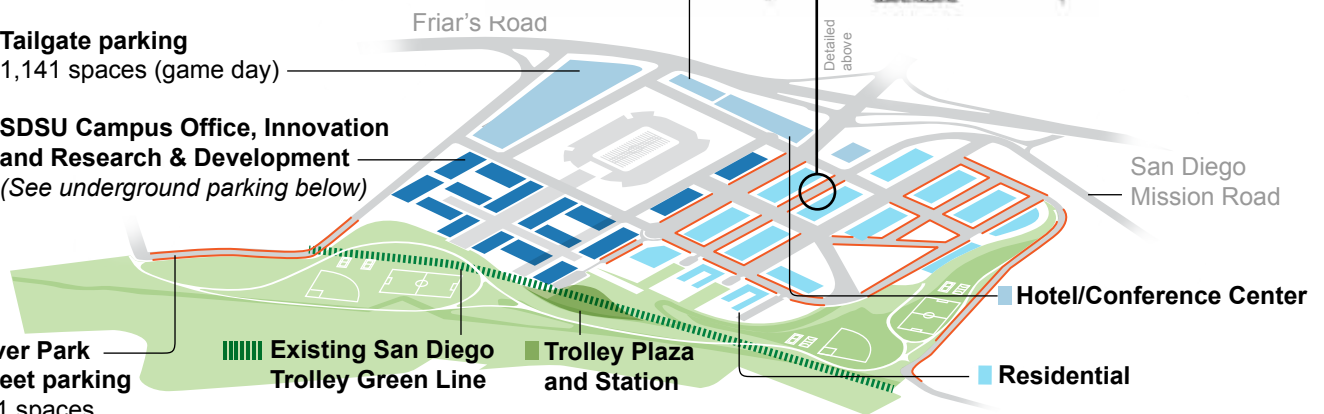 Friar's Road
Tailgate parking
1,141 spaces (game day)
Detailed
above
SDSU Campus Office, Innovation
and Research & Development
(See underground parking below)
San Diego
Mission Road
Hotel/Conference Center
ver Park
eet parking
1 spaces
Existing San Diego
Trolley Green Line
Trolley Plaza
and Station
Residential